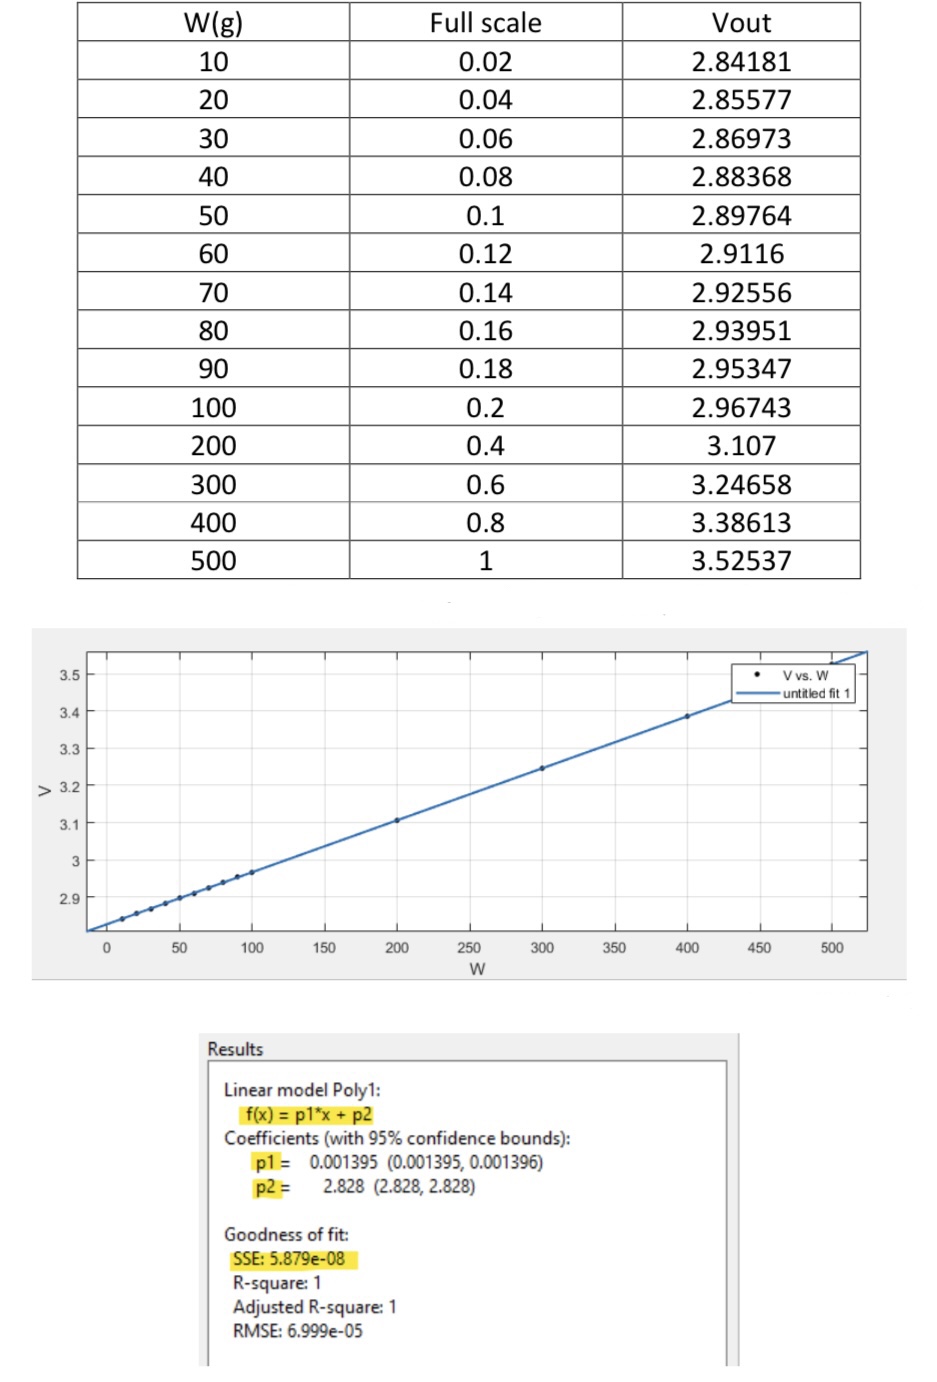 W(g) Full scale Vout
10 0.02 2.84181
20 0.04 2.85577
30 0.06 2.86973
40 0.08 2.88368
50 0.1 2.89764
60 0.12 2.9116
70 0.14 2.92556
80 0.16 2.93951
90 0.18 2.95347
100 0.2 2.96743
200 0.4 3.107
300 0.6 3.24658
400 0.8 3.38613
500 1 3.52537
3.5
3.4
3.3
3.2
3.1
3
2.9
V
V vs. W
untitled fit 1
0 50 100 150 200 250 300 350 400 450 500
W
Results
Linear model Poly1:
f(x) = p1*x + p2
Coefficients (with 95% confidence bounds):
p1 = 0.001395 (0.001395, 0.001396)
p2 = 2.828 (2.828, 2.828)
Goodness of fit:
SSE: 5.879e-08
R-square: 1
Adjusted R-square: 1
RMSE: 6.999e-05